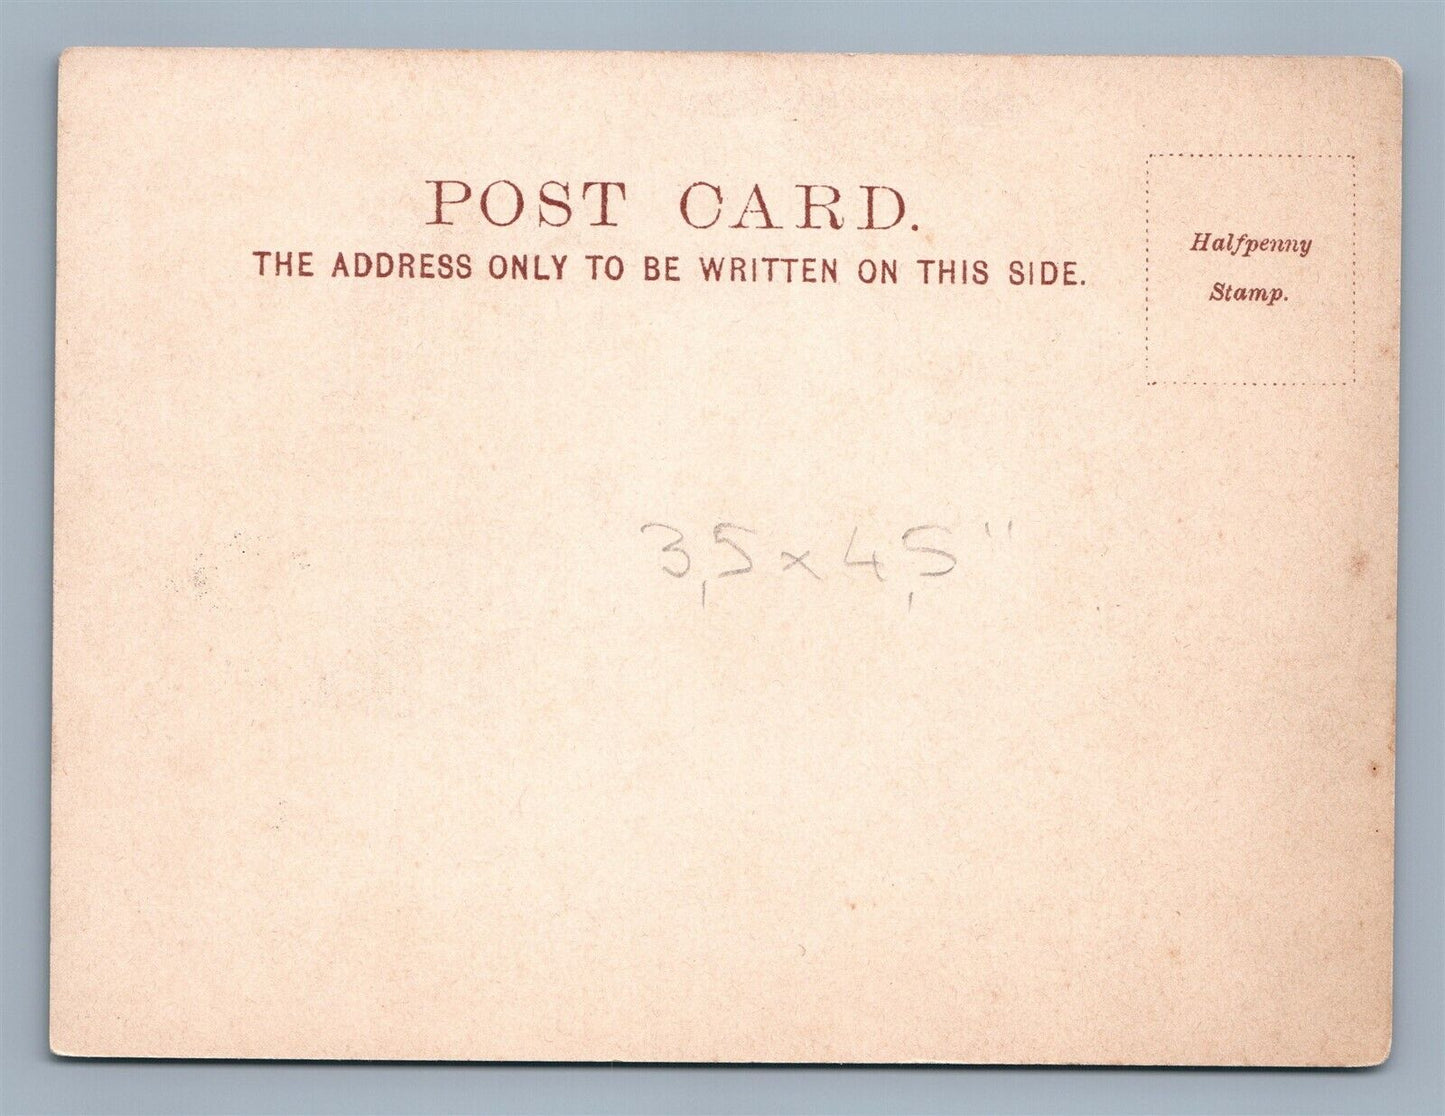 POST CARD.
THE ADDRESS ONLY TO BE WRITTEN ON THIS SIDE.
Halfpenny
Stamp.
3,5 x 4,5"